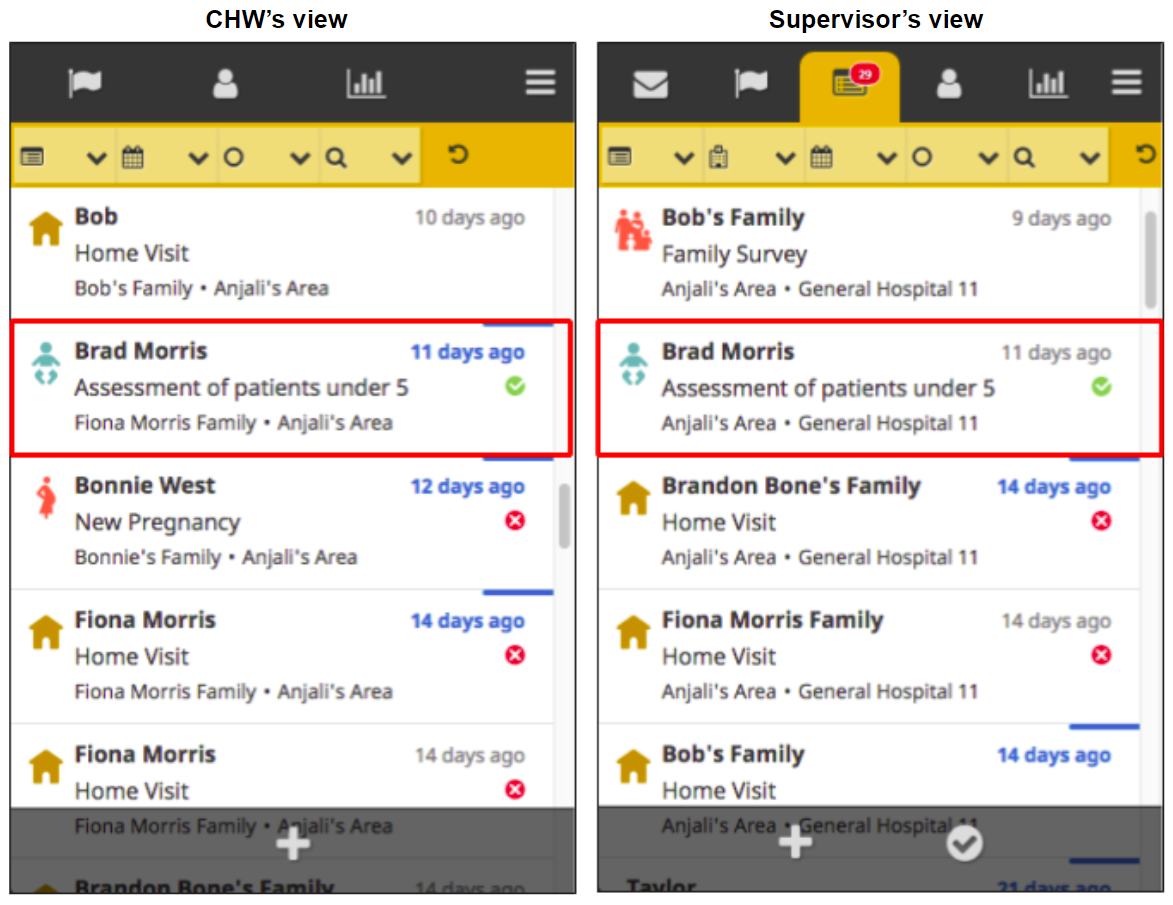 CHW’s view
Bob
10 days ago
Home Visit
Bob's Family • Anjali's Area
Brad Morris
11 days ago
Assessment of patients under 5
Fiona Morris Family • Anjali's Area
Bonnie West
12 days ago
New Pregnancy
Bonnie's Family • Anjali's Area
Fiona Morris
14 days ago
Home Visit
Fiona Morris Family • Anjali's Area
Fiona Morris
14 days ago
Home Visit
Fiona Morris Family • Anjali's Area
Brandon Bone's Family
14 days ago
Supervisor’s view
29
Bob's Family
9 days ago
Family Survey
Anjali's Area • General Hospital 11
Brad Morris
11 days ago
Assessment of patients under 5
Anjali's Area • General Hospital 11
Brandon Bone's Family
14 days ago
Home Visit
Anjali's Area • General Hospital 11
Fiona Morris Family
14 days ago
Home Visit
Anjali's Area • General Hospital 11
Bob's Family
14 days ago
Home Visit
Anjali's Area • General Hospital 11
Taylor
21 days ago